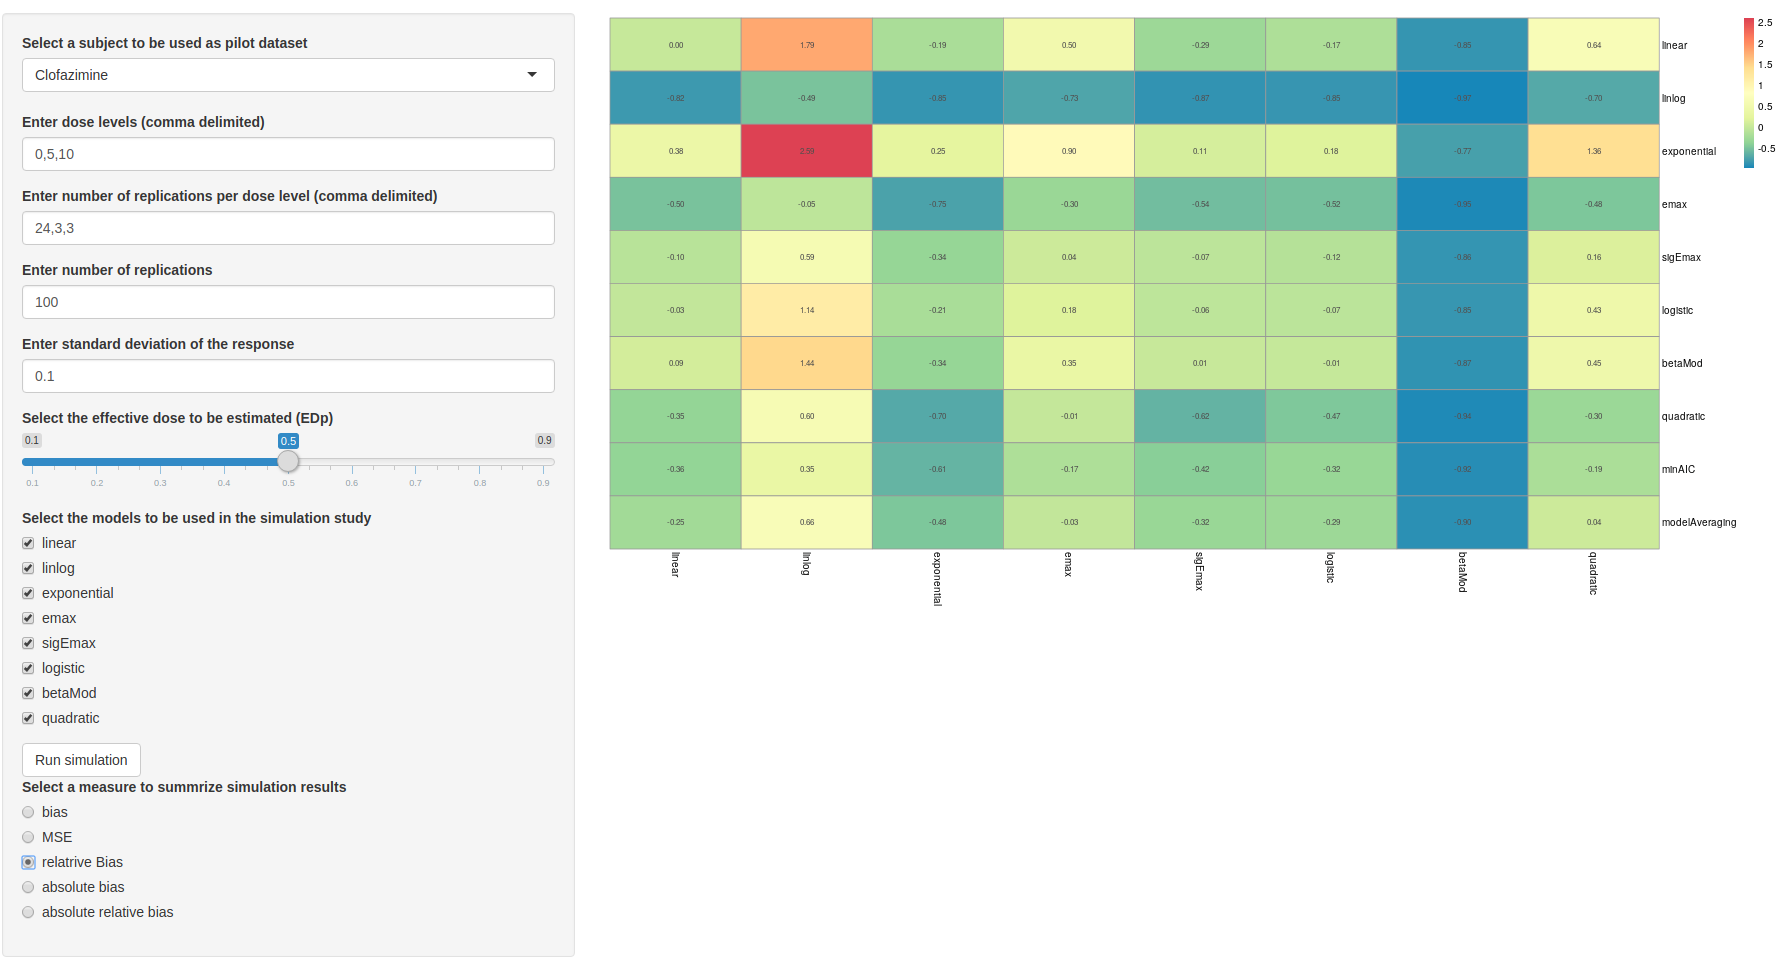 Select a subject to be used as pilot dataset
Clofazimine
Enter dose levels (comma delimited)
0,5,10
Enter number of replications per dose level (comma delimited)
24,3,3
Enter number of replications
100
Enter standard deviation of the response
0.1
Select the effective dose to be estimated (EDp)
0.1 0.5 0.9
0.1 0.2 0.3 0.4 0.5 0.6 0.7 0.8 0.9
Select the models to be used in the simulation study
linear
linlog
exponential
emax
sigEmax
logistic
betaMod
quadratic
Run simulation
Select a measure to summrize simulation results
bias
MSE
relatrive Bias
absolute bias
absolute relative bias
0.00 1.79 -0.19 0.50 -0.29 -0.17 -0.85 0.64 linear
-0.82 -0.49 -0.85 -0.73 -0.87 -0.85 -0.97 -0.70 linlog
0.38 2.59 0.25 0.90 0.11 0.18 -0.77 1.36 exponential
-0.50 -0.05 -0.75 -0.30 -0.54 -0.52 -0.95 -0.48 emax
-0.10 0.59 -0.34 0.04 -0.07 -0.12 -0.86 0.16 sigEmax
-0.03 1.14 -0.21 0.18 -0.06 -0.07 -0.85 0.43 logistic
0.09 1.44 -0.34 0.35 0.01 -0.01 -0.87 0.45 betaMod
-0.35 0.60 -0.70 -0.01 -0.62 -0.47 -0.94 -0.30 quadratic
-0.36 0.35 -0.61 -0.17 -0.42 -0.32 -0.92 -0.19 minAIC
-0.25 0.66 -0.48 -0.03 -0.32 -0.29 -0.90 0.04 modelAveraging
linear linlog exponential emax sigEmax logistic betaMod quadratic
2.5
2
1.5
1
0.5
0
-0.5